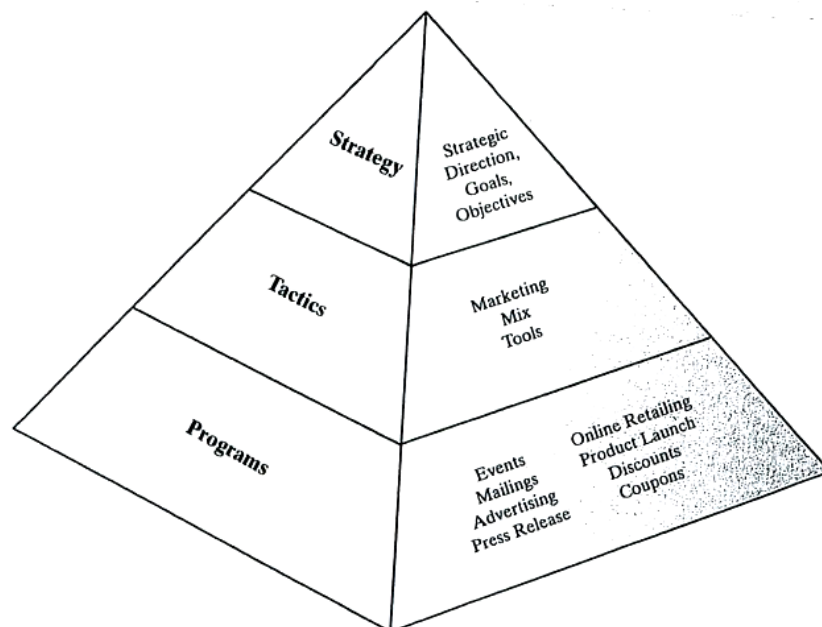 Strategy
Strategic
Direction,
Goals,
Objectives
Tactics
Marketing
Mix
Tools
Programs
Events
Mailings
Advertising
Press Release
Online Retailing
Product Launch
Discounts
Coupons